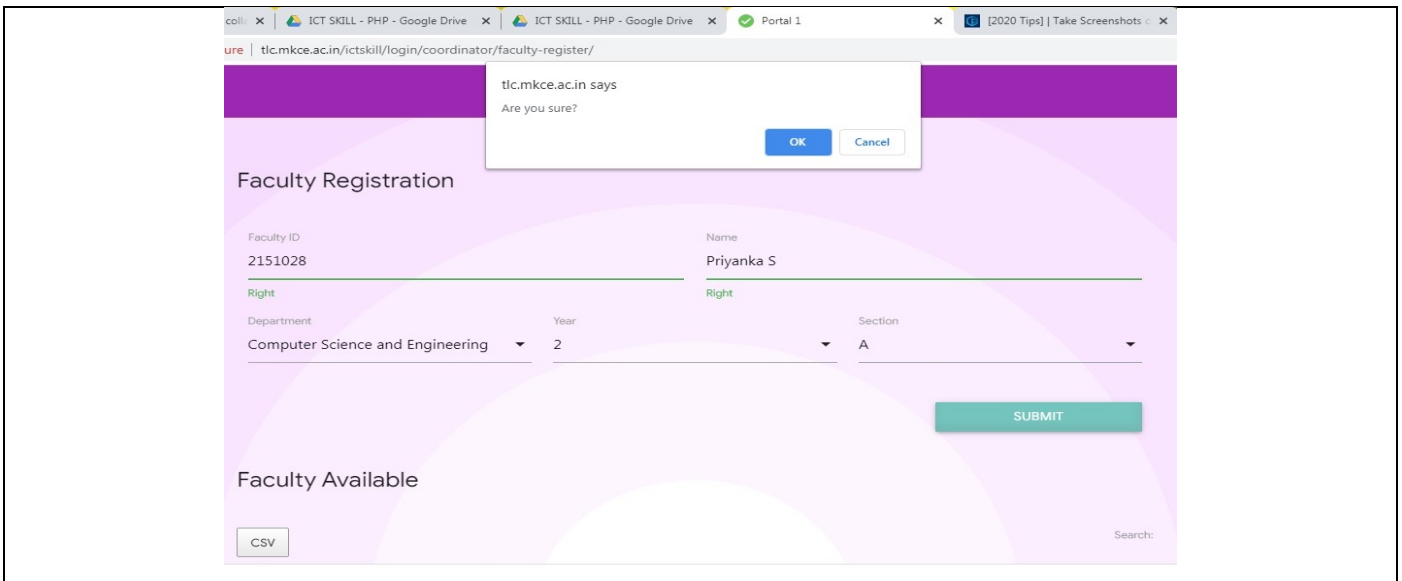 coll
ICT SKILL - PHP - Google Drive
ICT SKILL - PHP - Google Drive
Portal 1
[2020 Tips] | Take Screenshots
ure | tlc.mkce.ac.in/ictskill/login/coordinator/faculty-register/
tlc.mkce.ac.in says
Are you sure?
OK Cancel
Faculty Registration
Faculty ID Name
2151028 Priyanka S
Right Right
Department Year Section
Computer Science and Engineering 2 A
SUBMIT
Faculty Available
CSV Search: